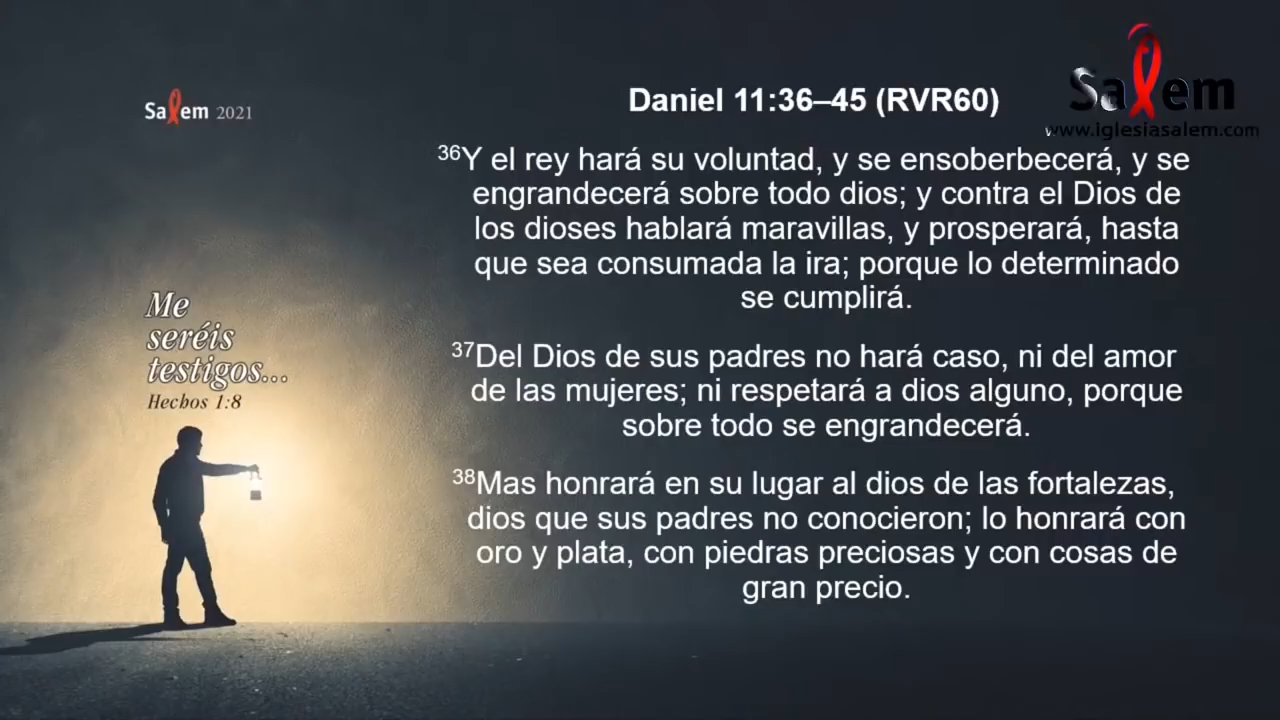 Salem 2021
Salem
www.iglesiasalem.com
Daniel 11:36–45 (RVR60)
36Y el rey hará su voluntad, y se ensoberbecerá, y se
engrandecerá sobre todo dios; y contra el Dios de
los dioses hablará maravillas, y prosperará, hasta
que sea consumada la ira; porque lo determinado
se cumplirá.
37Del Dios de sus padres no hará caso, ni del amor
de las mujeres; ni respetará a dios alguno, porque
sobre todo se engrandecerá.
38Mas honrará en su lugar al dios de las fortalezas,
dios que sus padres no conocieron; lo honrará con
oro y plata, con piedras preciosas y con cosas de
gran precio.
Me
seréis
testigos...
Hechos 1:8